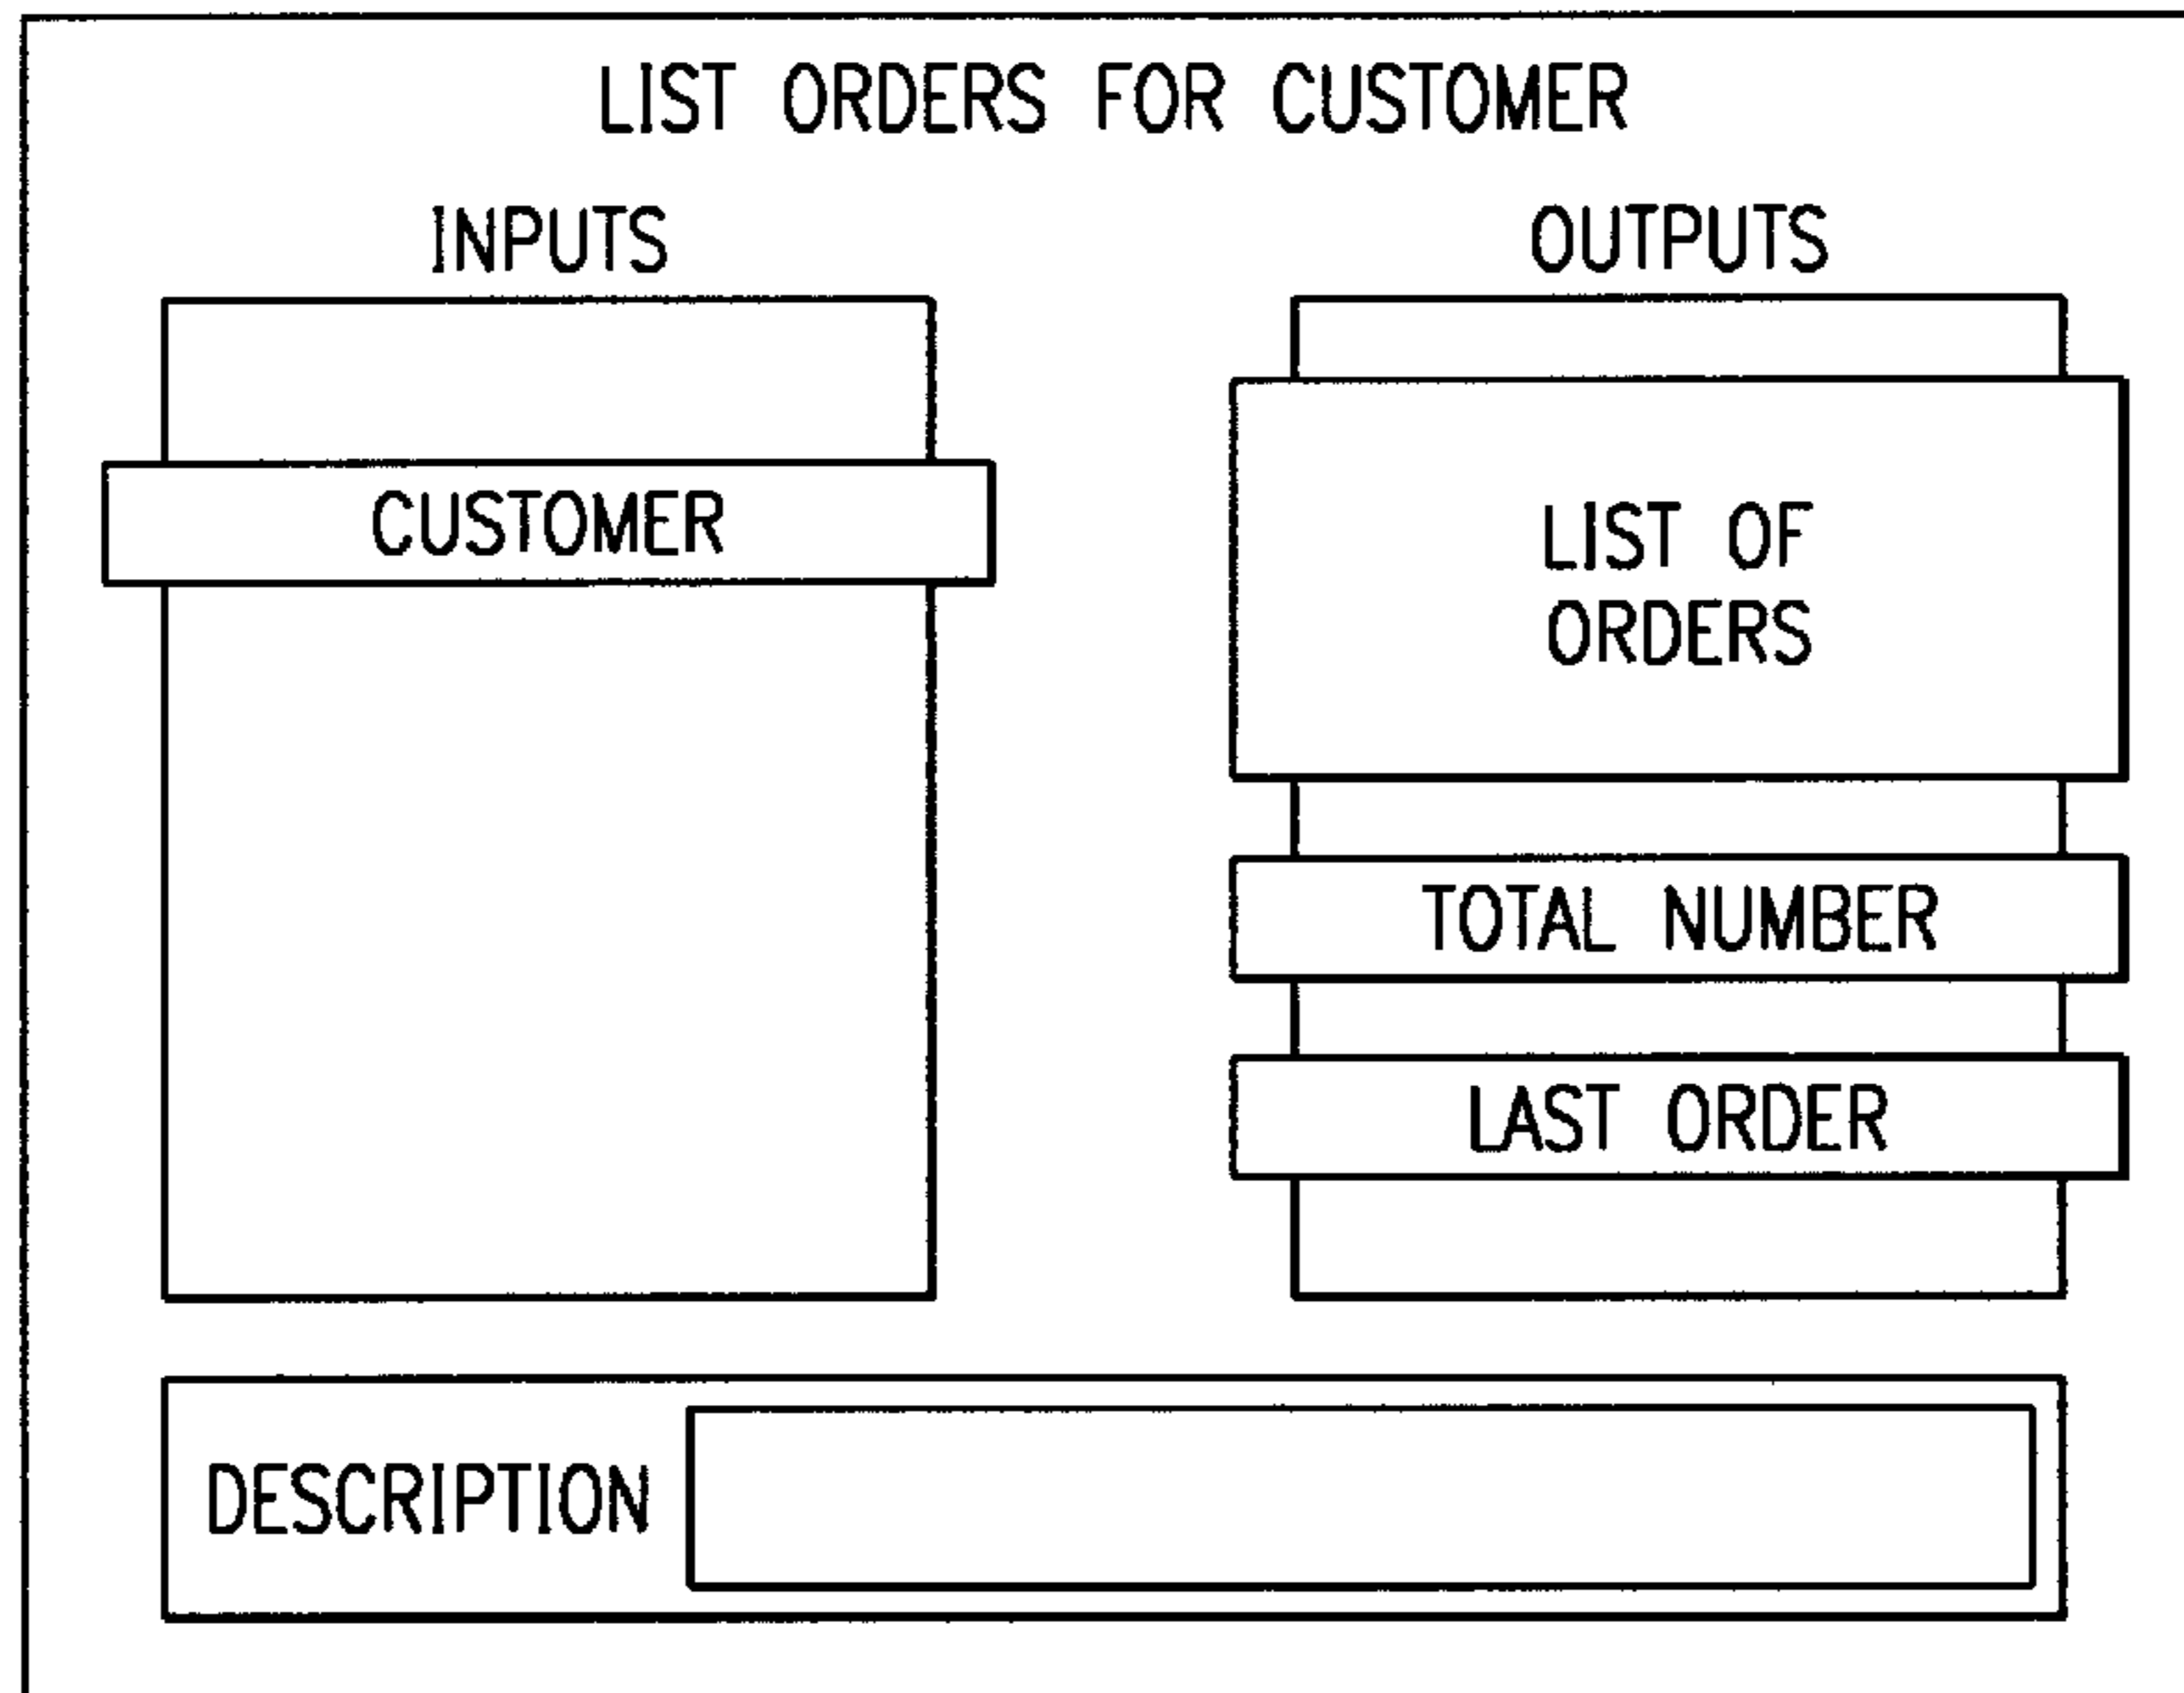 LIST ORDERS FOR CUSTOMER
INPUTS
OUTPUTS
CUSTOMER
LIST OF
ORDERS
TOTAL NUMBER
LAST ORDER
DESCRIPTION